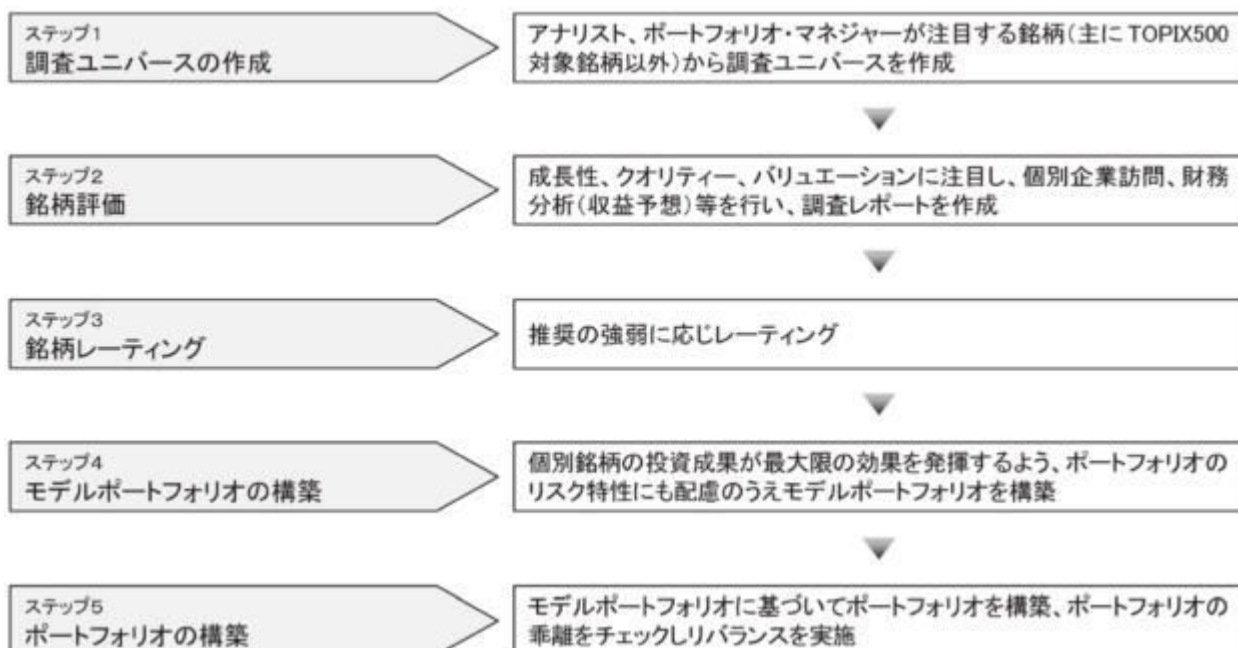 ステップ1
調査ユニバースの作成
アナリスト、ポートフォリオ・マネジャーが注目する銘柄(主に TOPIX500
対象銘柄以外)から調査ユニバースを作成
ステップ2
銘柄評価
成長性、クオリティー、バリュエーションに注目し、個別企業訪問、財務
分析(収益予想)等を行い、調査レポートを作成
ステップ3
銘柄レーティング
推奨の強弱に応じレーティング
ステップ4
モデルポートフォリオの構築
個別銘柄の投資成果が最大限の効果を発揮するよう、ポートフォリオの
リスク特性にも配慮のうえモデルポートフォリオを構築
ステップ5
ポートフォリオの構築
モデルポートフォリオに基づいてポートフォリオを構築、ポートフォリオの
乖離をチェックしリバランスを実施